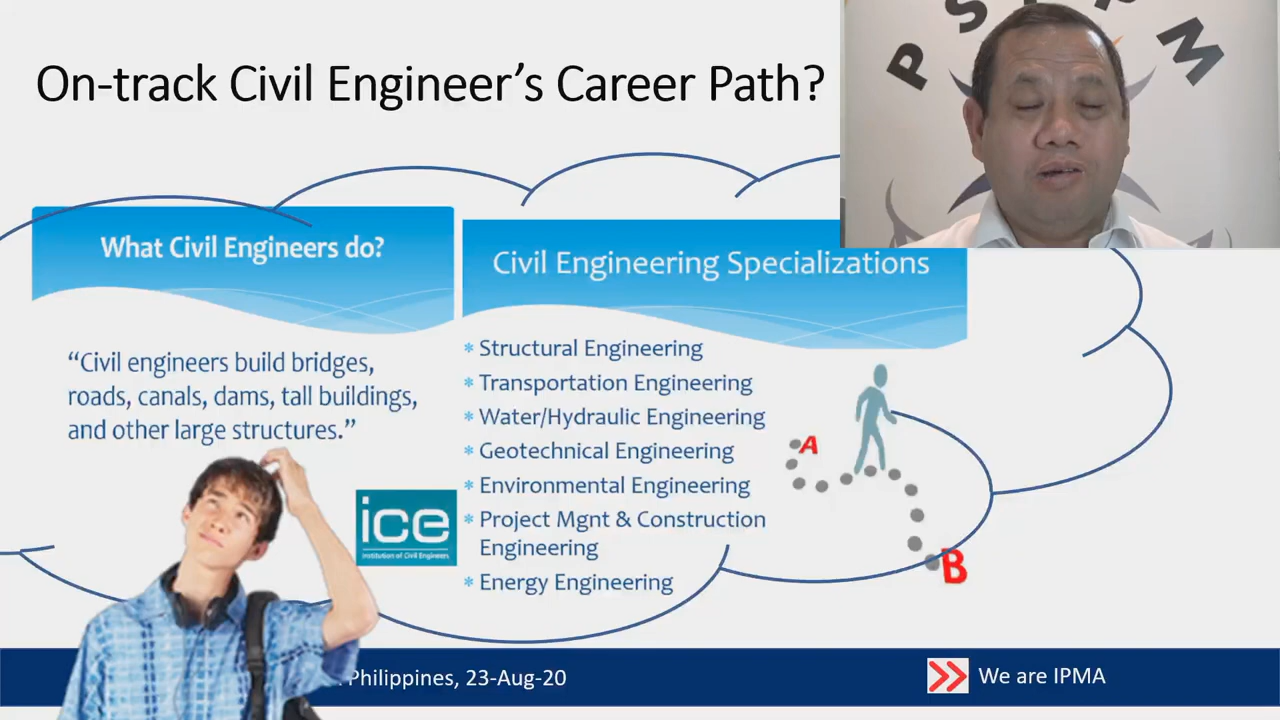 On-track Civil Engineer’s Career Path?
What Civil Engineers do?
“Civil engineers build bridges,
roads, canals, dams, tall buildings,
and other large structures.”
ice
Institution of Civil Engineers
Civil Engineering Specializations
* Structural Engineering
* Transportation Engineering
* Water/Hydraulic Engineering
* Geotechnical Engineering
* Environmental Engineering
* Project Mgnt & Construction
Engineering
* Energy Engineering
A
B
Philippines, 23-Aug-20
We are IPMA